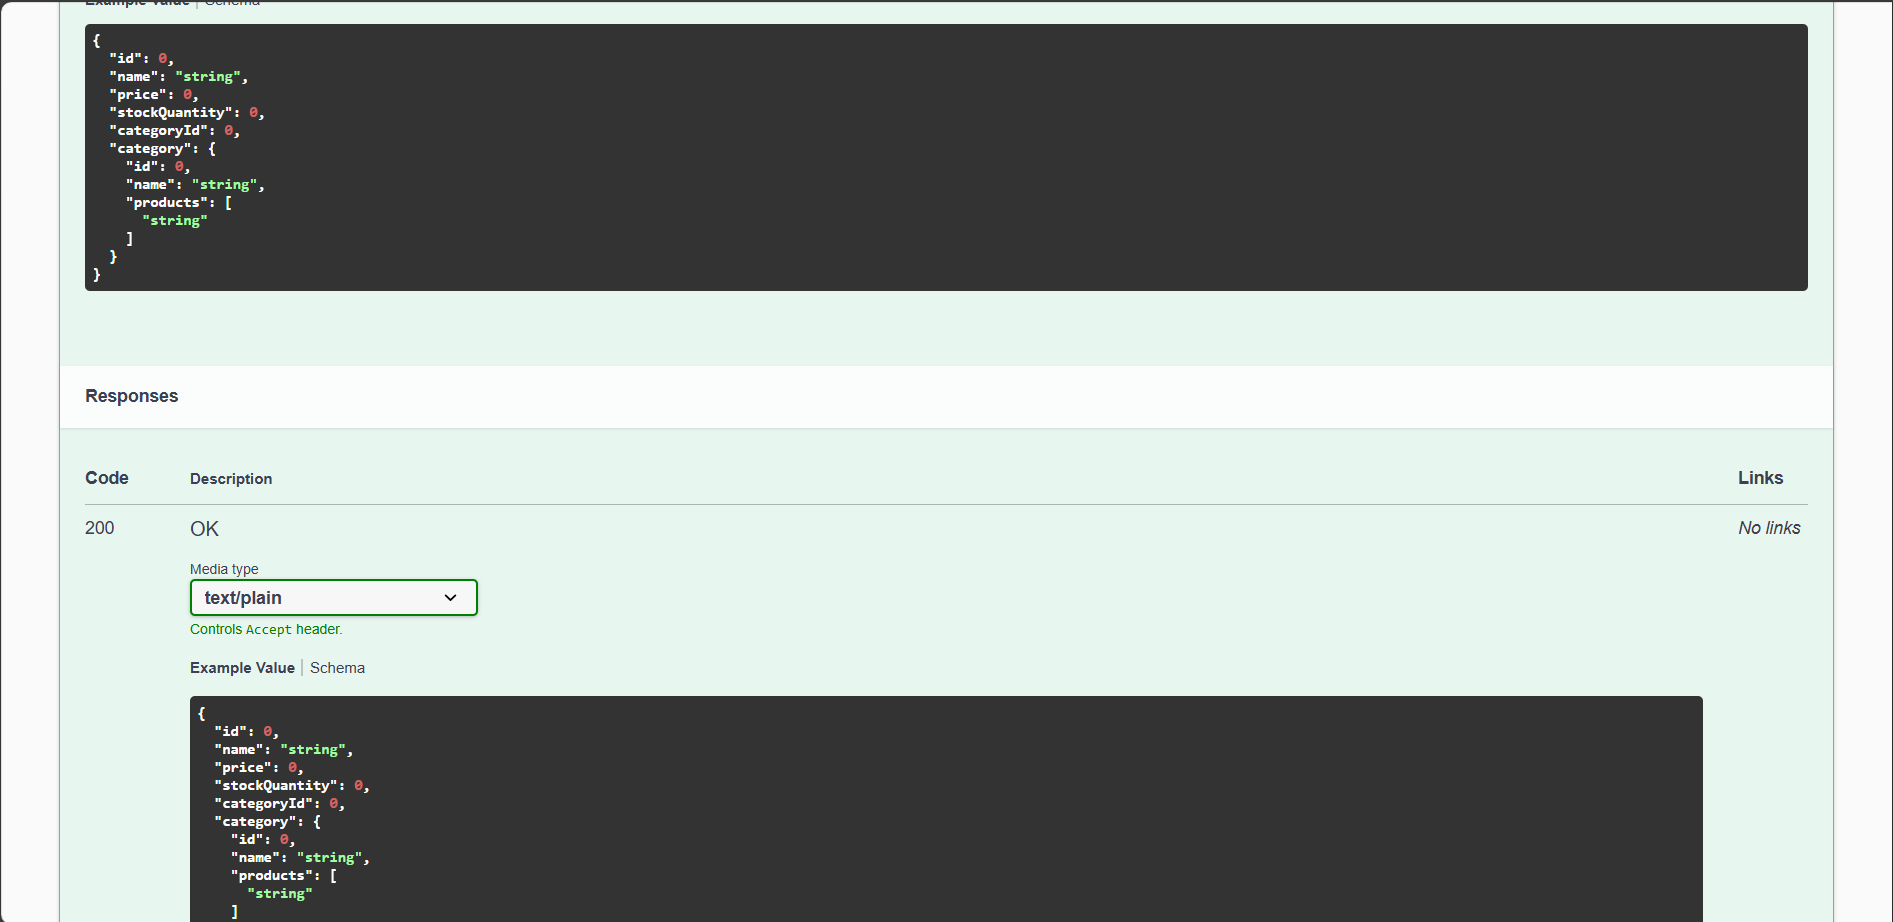 Example Value | Schema
{
  "id": 0,
  "name": "string",
  "price": 0,
  "stockQuantity": 0,
  "categoryId": 0,
  "category": {
    "id": 0,
    "name": "string",
    "products": [
      "string"
    ]
  }
}
Responses
Code Description Links
200 OK No links
Media type
text/plain
Controls Accept header.
Example Value | Schema
{
  "id": 0,
  "name": "string",
  "price": 0,
  "stockQuantity": 0,
  "categoryId": 0,
  "category": {
    "id": 0,
    "name": "string",
    "products": [
      "string"
    ]